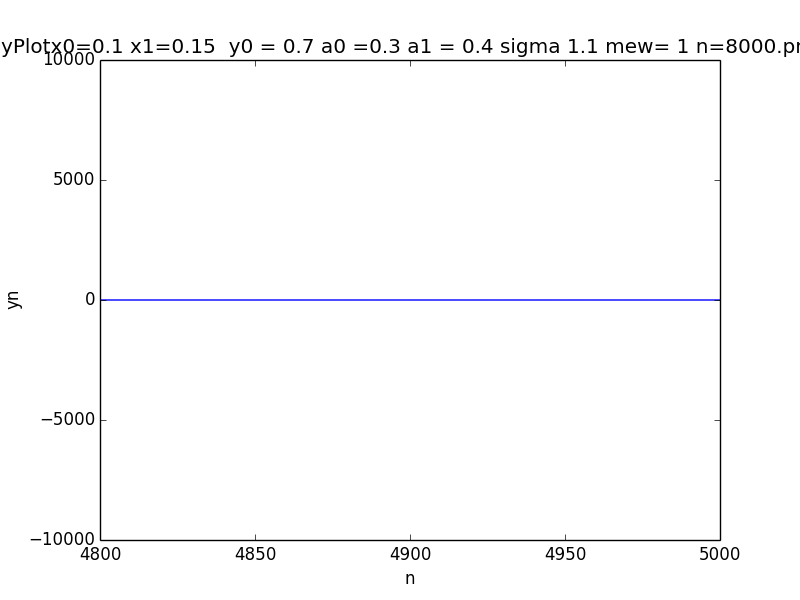 yPlotx0=0.1 x1=0.15  y0 = 0.7 a0 =0.3 a1 = 0.4 sigma 1.1 mew= 1 n=8000.pn
10000
5000
0
−5000
−10000
yn
4800 4850 4900 4950 5000
n